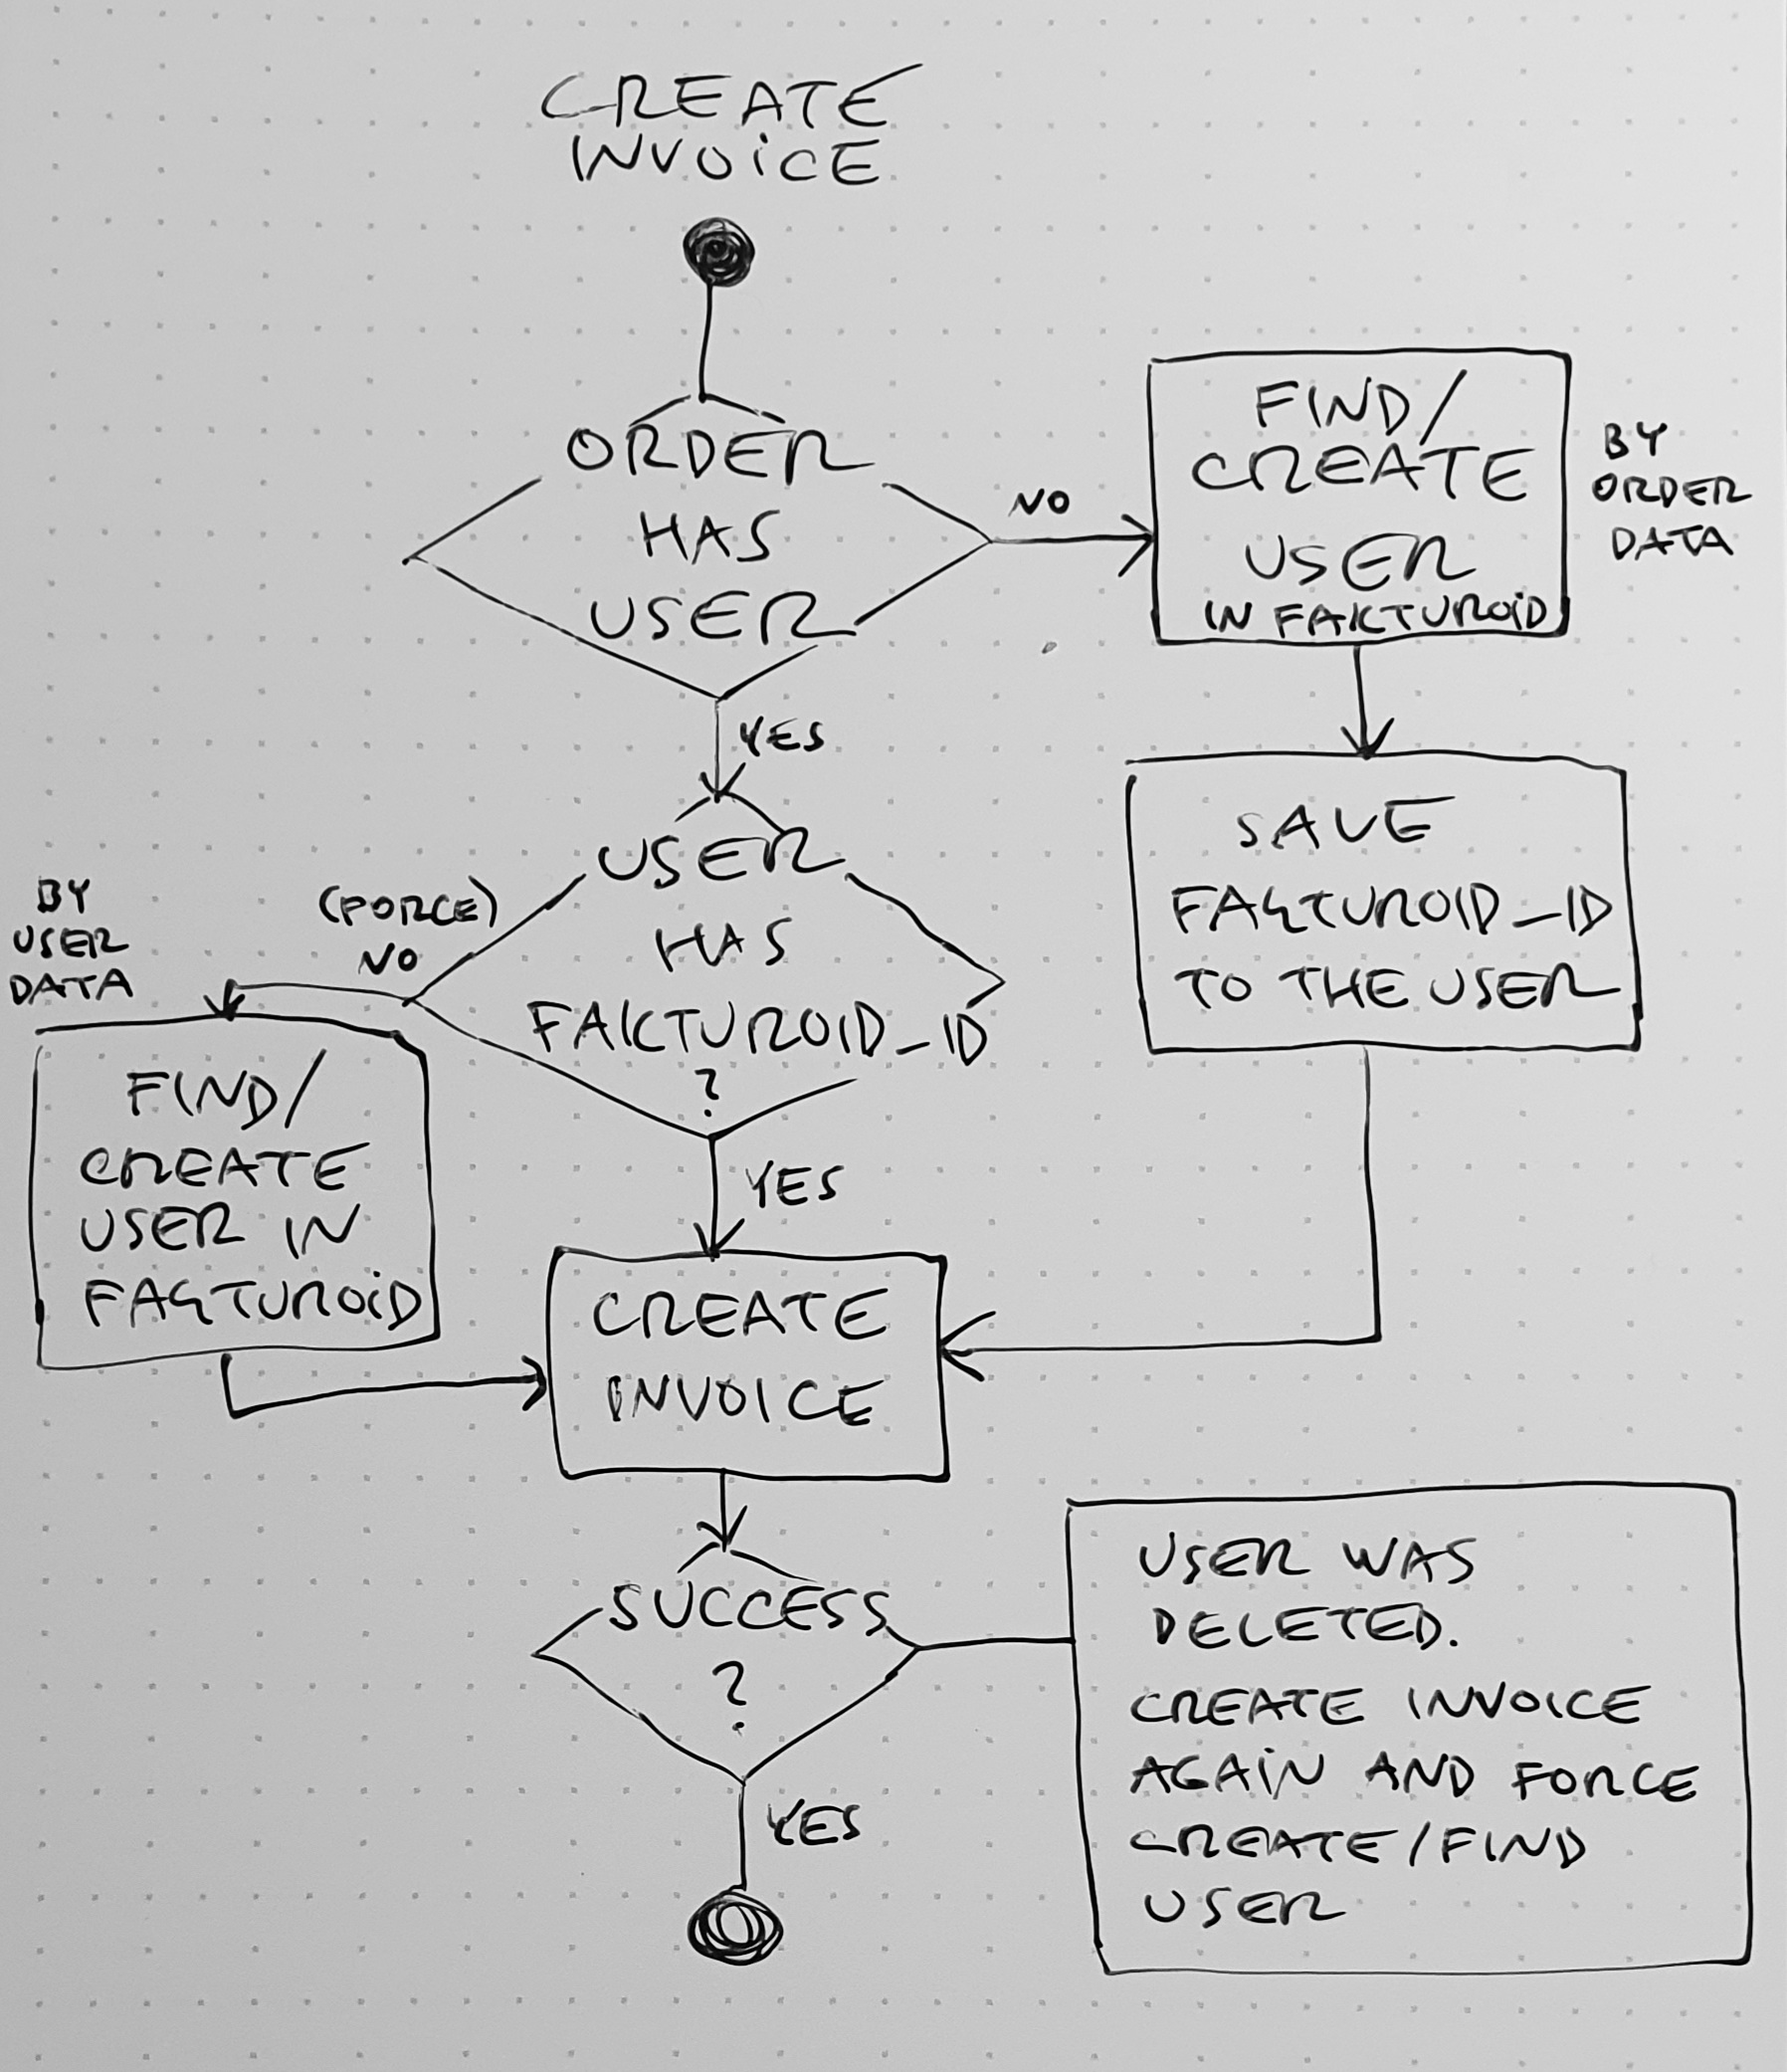 CREATE
INVOICE
ORDER
HAS
USER
NO
FIND/
CREATE
USER
IN FAKTUROID
BY
ORDER
DATA
YES
SAVE
FAKTUROID_ID
TO THE USER
USER
HAS
FAKTUROID_ID
?
(FORCE)
NO
BY
USER
DATA
FIND/
CREATE
USER IN
FAKTUROID
YES
CREATE
INVOICE
SUCCESS
?
USER WAS
DELETED.
CREATE INVOICE
AGAIN AND FORCE
CREATE/FIND
USER
YES